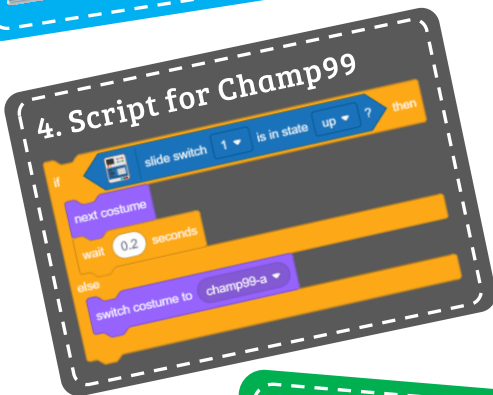 4. Script for Champ99
if slide switch 1 is in state up ? then
next costume
wait 0.2 seconds
else
switch costume to champ99-a